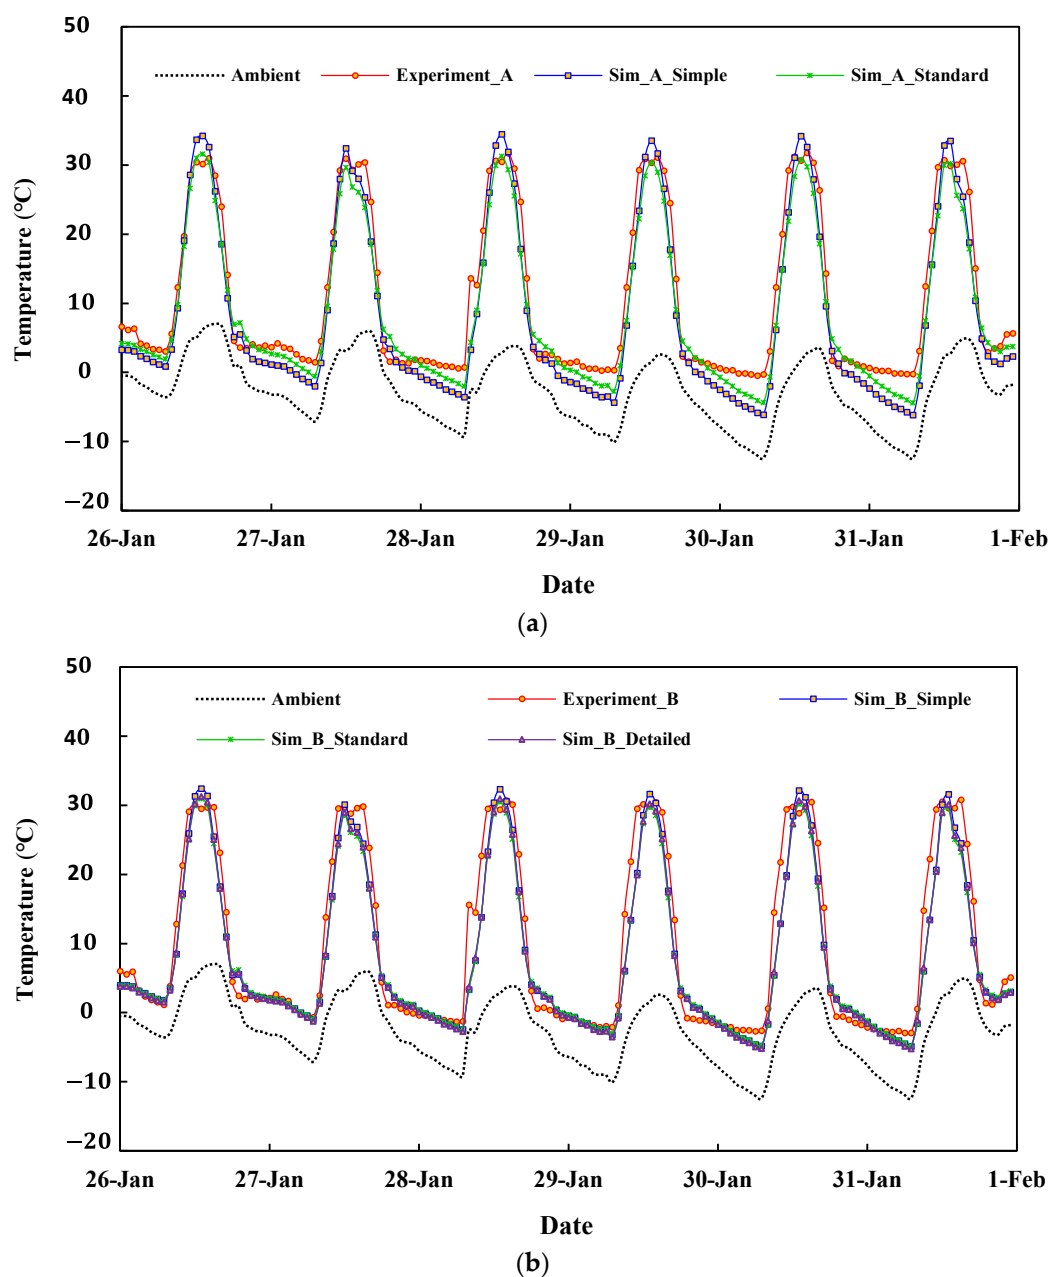 50
Ambient Experiment_A Sim_A_Simple Sim_A_Standard
40
30
20
10
0
−10
−20
Temperature (℃)
26-Jan 27-Jan 28-Jan 29-Jan 30-Jan 31-Jan 1-Feb
Date
(a)
50
Ambient Experiment_B Sim_B_Simple
Sim_B_Standard Sim_B_Detailed
40
30
20
10
0
−10
−20
Temperature (℃)
26-Jan 27-Jan 28-Jan 29-Jan 30-Jan 31-Jan 1-Feb
Date
(b)